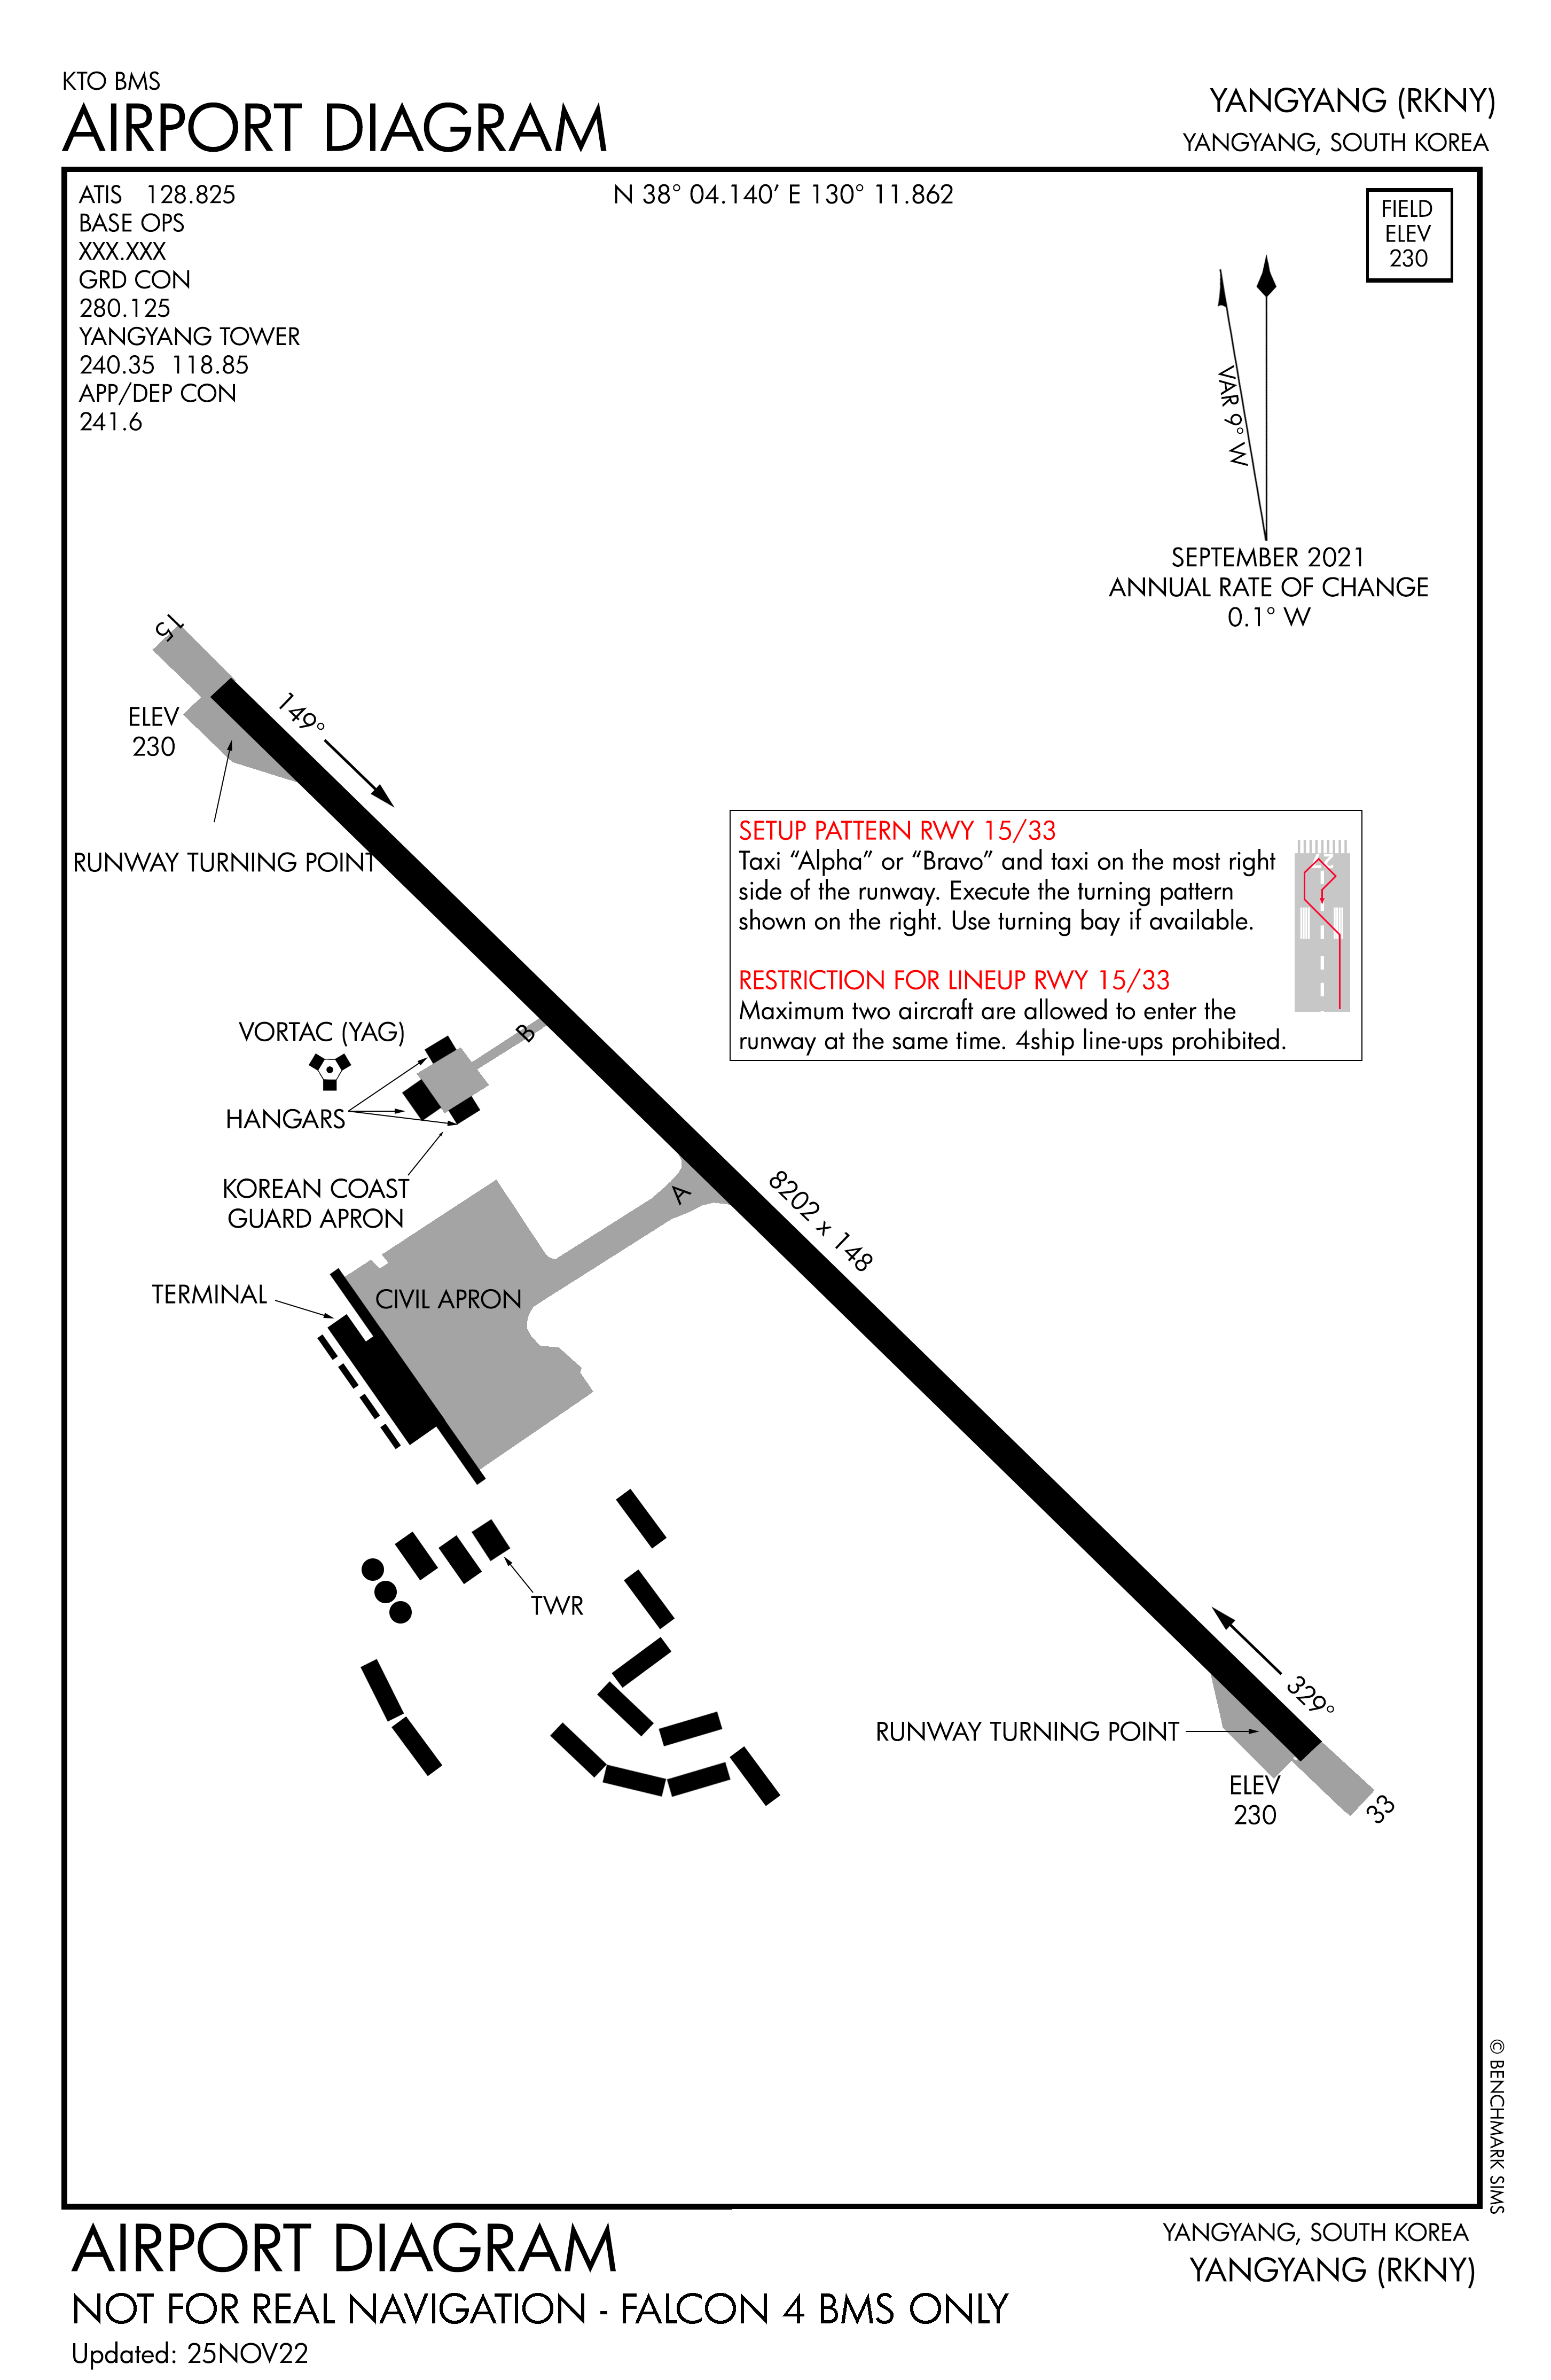 KTO BMS
AIRPORT DIAGRAM
YANGYANG (RKNY)
YANGYANG, SOUTH KOREA
ATIS 128.825
BASE OPS
XXX.XXX
GRD CON
280.125
YANGYANG TOWER
240.35 118.85
APP/DEP CON
241.6
N 38° 04.140’ E 130° 11.862
FIELD
ELEV
230
VAR 9° W
SEPTEMBER 2021
ANNUAL RATE OF CHANGE
0.1° W
15
149°
ELEV
230
RUNWAY TURNING POINT
SETUP PATTERN RWY 15/33
Taxi “Alpha” or “Bravo” and taxi on the most right
side of the runway. Execute the turning pattern
shown on the right. Use turning bay if available.
RESTRICTION FOR LINEUP RWY 15/33
Maximum two aircraft are allowed to enter the
runway at the same time. 4ship line-ups prohibited.
VORTAC (YAG)
B
HANGARS
KOREAN COAST
GUARD APRON
A
8202 x 148
TERMINAL
CIVIL APRON
TWR
329°
RUNWAY TURNING POINT
ELEV
230
33
© BENCHMARK SIMS
AIRPORT DIAGRAM
YANGYANG, SOUTH KOREA
YANGYANG (RKNY)
NOT FOR REAL NAVIGATION - FALCON 4 BMS ONLY
Updated: 25NOV22